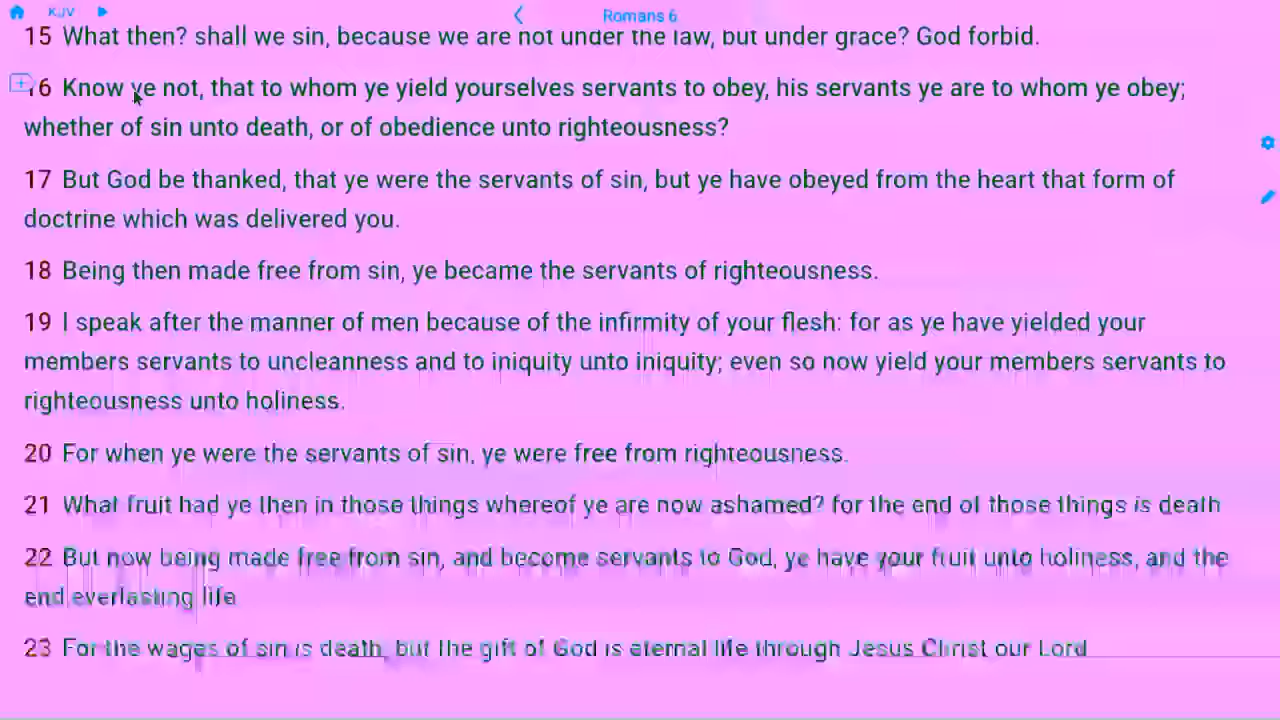 KJV
Romans 6
15 What then? shall we sin, because we are not under the law, but under grace? God forbid.
16 Know ye not, that to whom ye yield yourselves servants to obey, his servants ye are to whom ye obey;
whether of sin unto death, or of obedience unto righteousness?
17 But God be thanked, that ye were the servants of sin, but ye have obeyed from the heart that form of
doctrine which was delivered you.
18 Being then made free from sin, ye became the servants of righteousness.
19 I speak after the manner of men because of the infirmity of your flesh: for as ye have yielded your
members servants to uncleanness and to iniquity unto iniquity; even so now yield your members servants to
righteousness unto holiness.
20 For when ye were the servants of sin, ye were free from righteousness.
21 What fruit had ye then in those things whereof ye are now ashamed? for the end of those things is death
22 But now being made free from sin, and become servants to God, ye have your fruit unto holiness, and the
end everlasting life
23 For the wages of sin is death, but the gift of God is eternal life through Jesus Christ our Lord